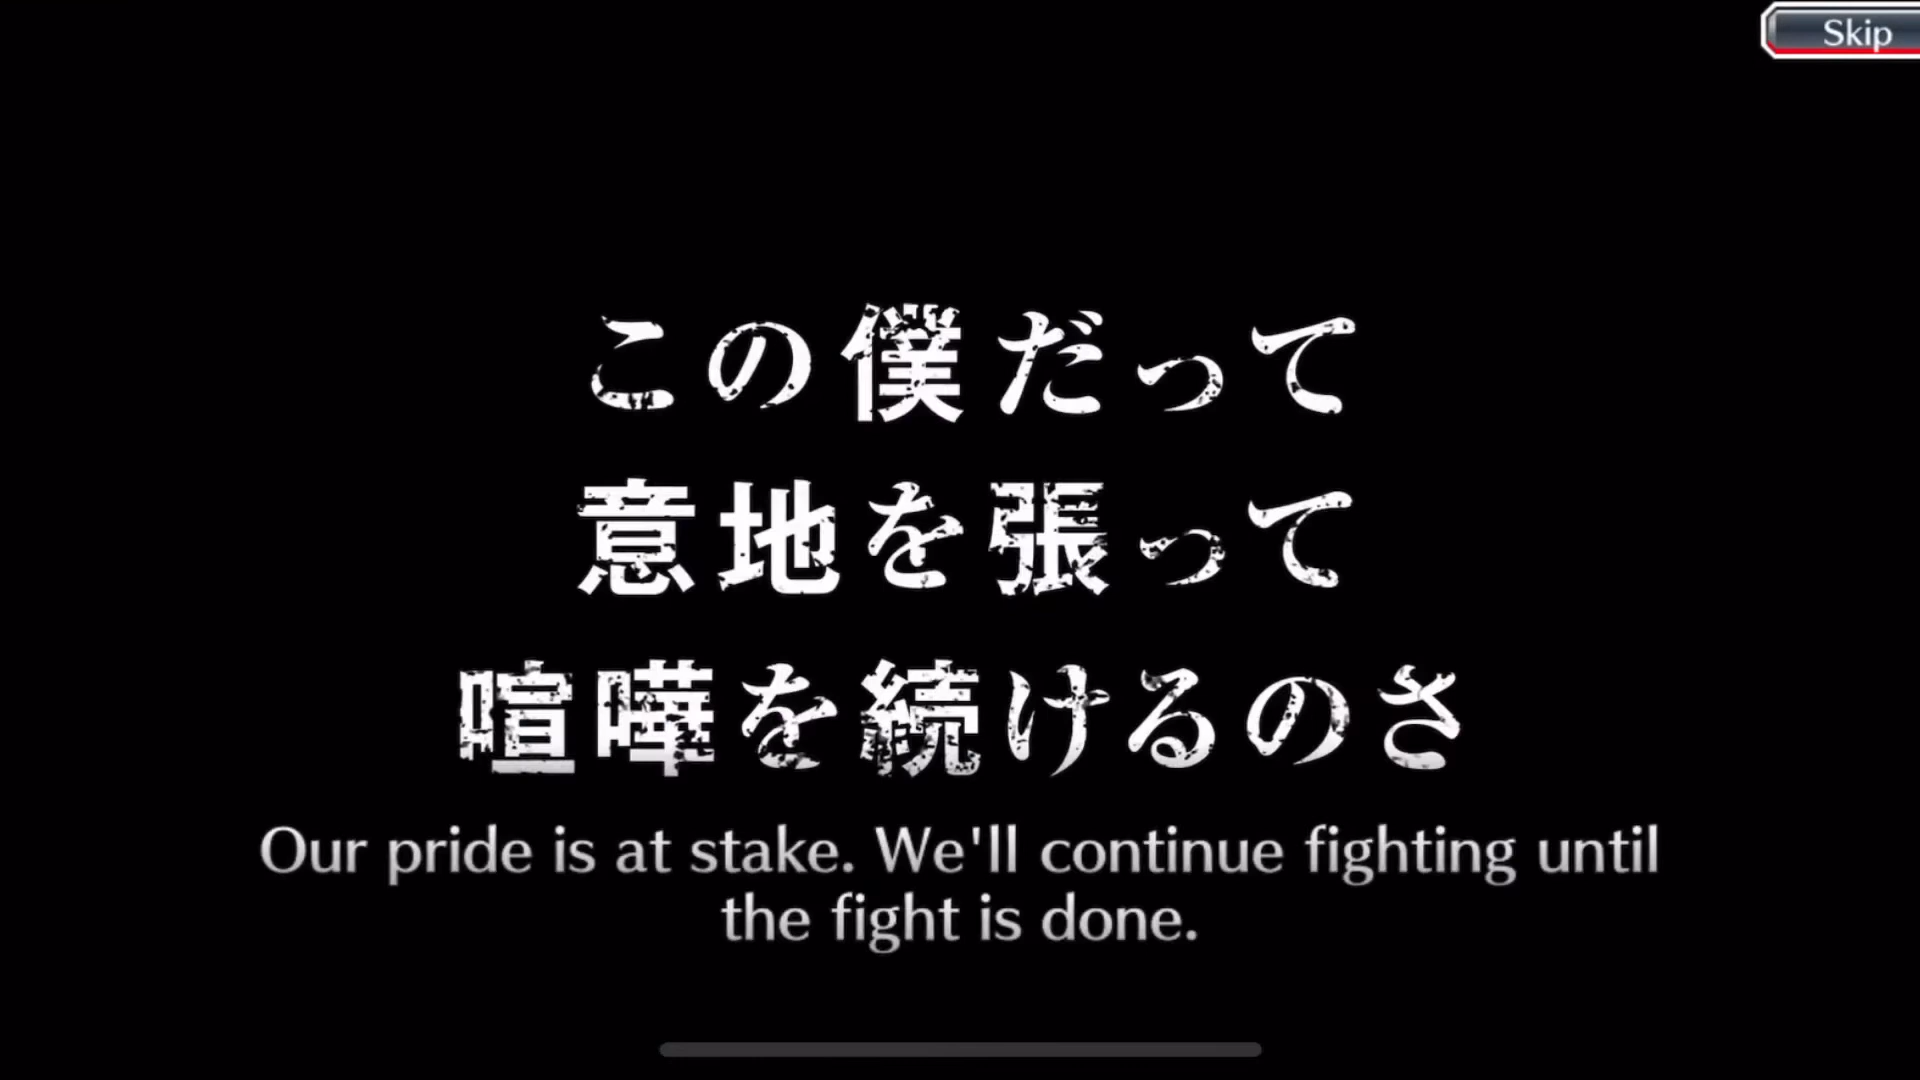 Skip
この僕だって
意地を張って
喧嘩を続けるのさ
Our pride is at stake. We'll continue fighting until
the fight is done.